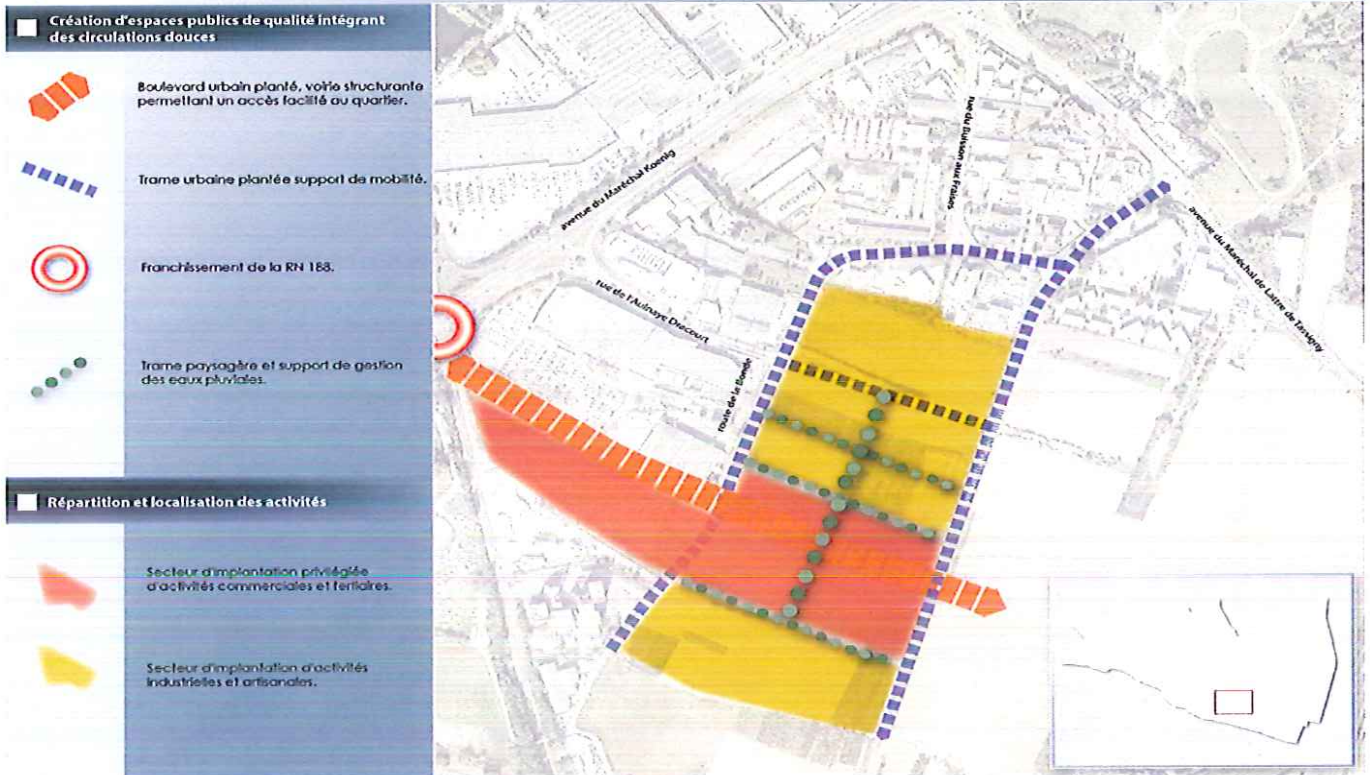 Création d'espaces publics de qualité intégrant
des circulations douces
Boulevard urbain planté, voirie structurante
permettant un accès facilité au quartier.
Trame urbaine plantée support de mobilité.
Franchissement de la RN 188.
Trame paysagère et support de gestion
des eaux pluviales.
Répartition et localisation des activités
Secteur d'implantation privilégiée
d'activités commerciales et tertiaires.
Secteur d'implantation d'activités
industrielles et artisanales.
avenue du Maréchal Koenig
rue du Buisson aux Fraises
avenue du Maréchal de Lattre de Tassigny
rue de l'Aulnaye Dracourt
route de la Bonde